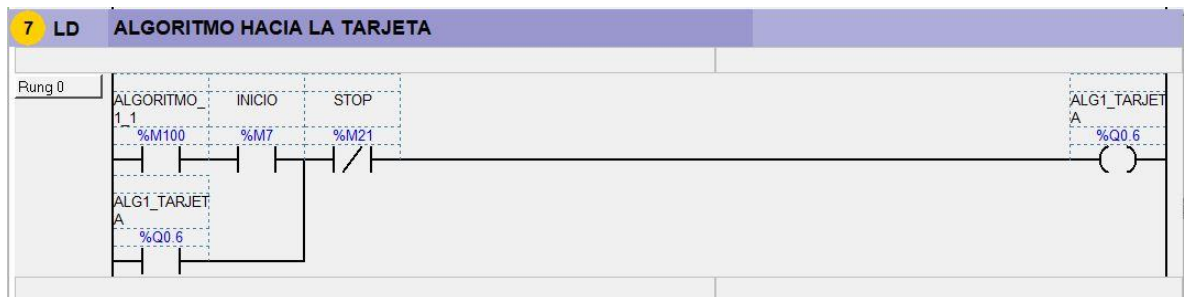 7 LD ALGORITMO HACIA LA TARJETA
Rung 0
ALGORITMO_ INICIO STOP ALG1_TARJET
1_1 A
%M100 %M7 %M21 %Q0.6
ALG1_TARJET
A
%Q0.6